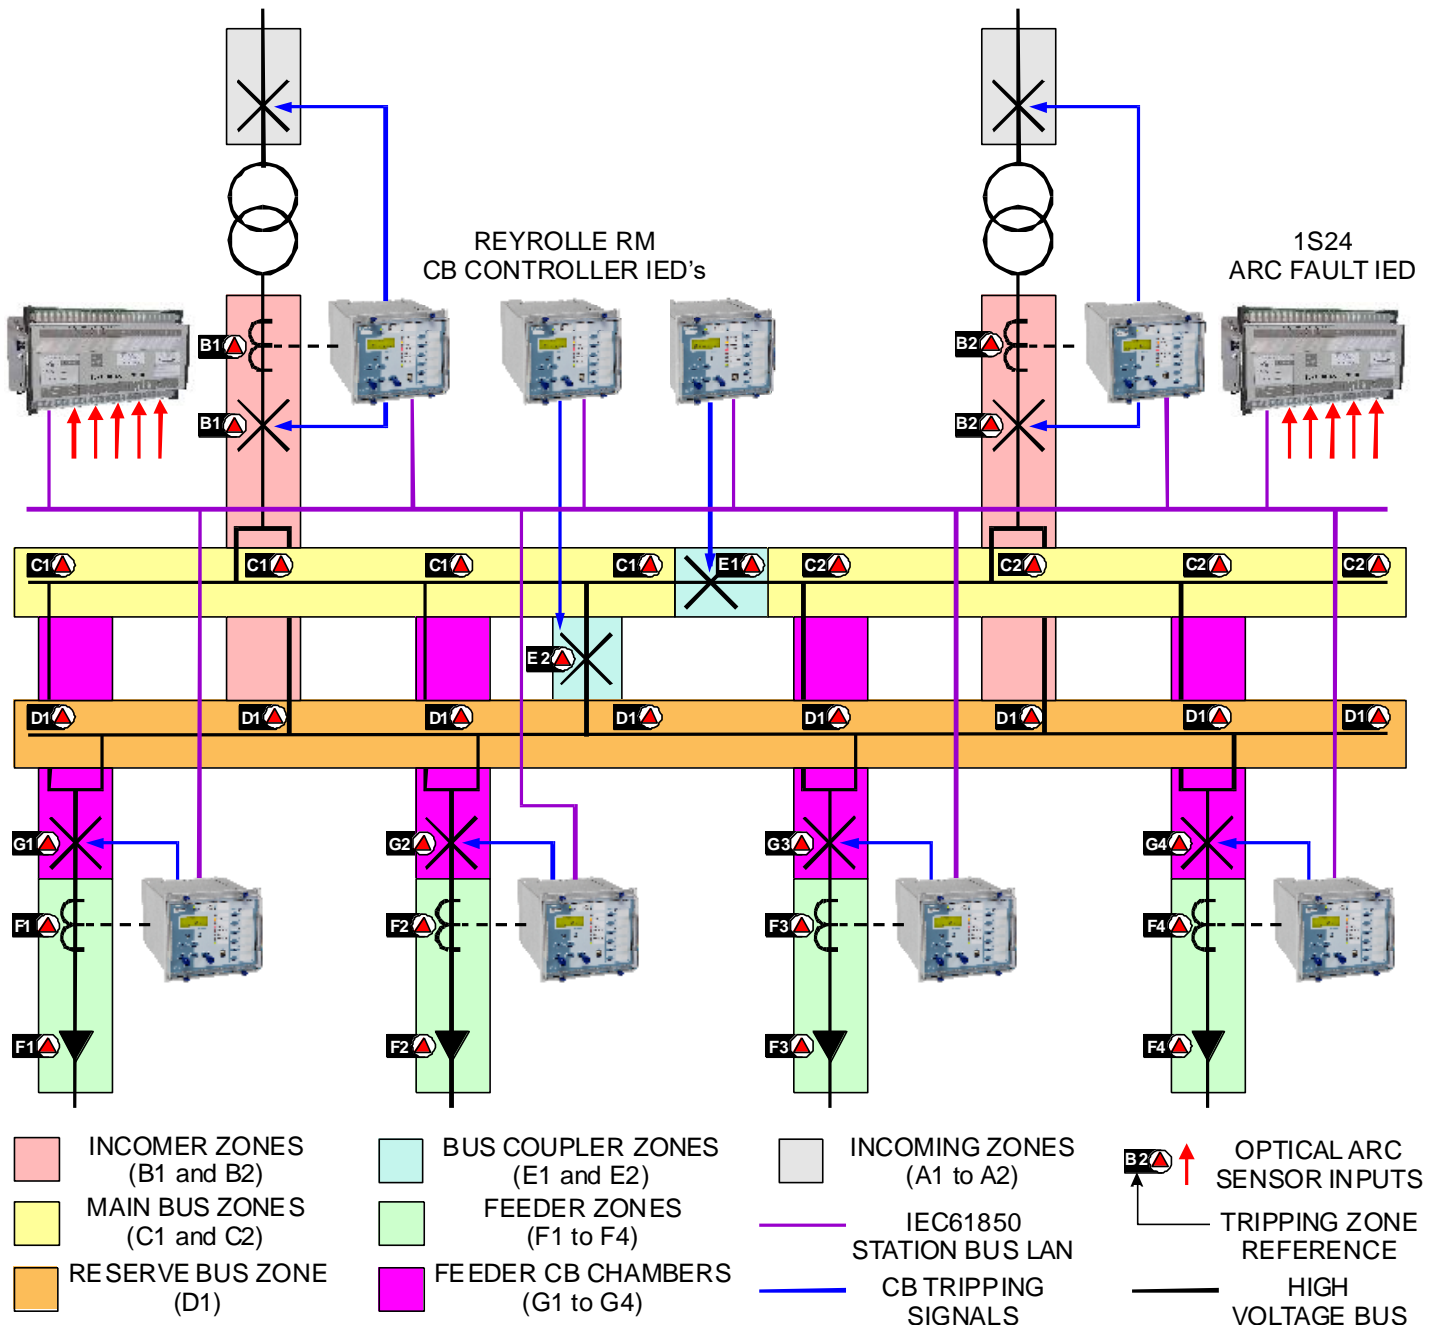 REYROLLE RM
CB CONTROLLER IED's
1S24
ARC FAULT IED
B1
B2
B1
B2
C1
C1
C1
C1
E1
C2
C2
C2
C2
E2
D1
D1
D1
D1
D1
D1
D1
D1
G1
G2
G3
G4
F1
F2
F3
F4
F1
F2
F3
F4
INCOMER ZONES
(B1 and B2)
BUS COUPLER ZONES
(E1 and E2)
INCOMING ZONES
(A1 to A2)
B2
OPTICAL ARC
SENSOR INPUTS
MAIN BUS ZONES
(C1 and C2)
FEEDER ZONES
(F1 to F4)
IEC61850
STATION BUS LAN
TRIPPING ZONE
REFERENCE
RESERVE BUS ZONE
(D1)
FEEDER CB CHAMBERS
(G1 to G4)
CB TRIPPING
SIGNALS
HIGH
VOLTAGE BUS